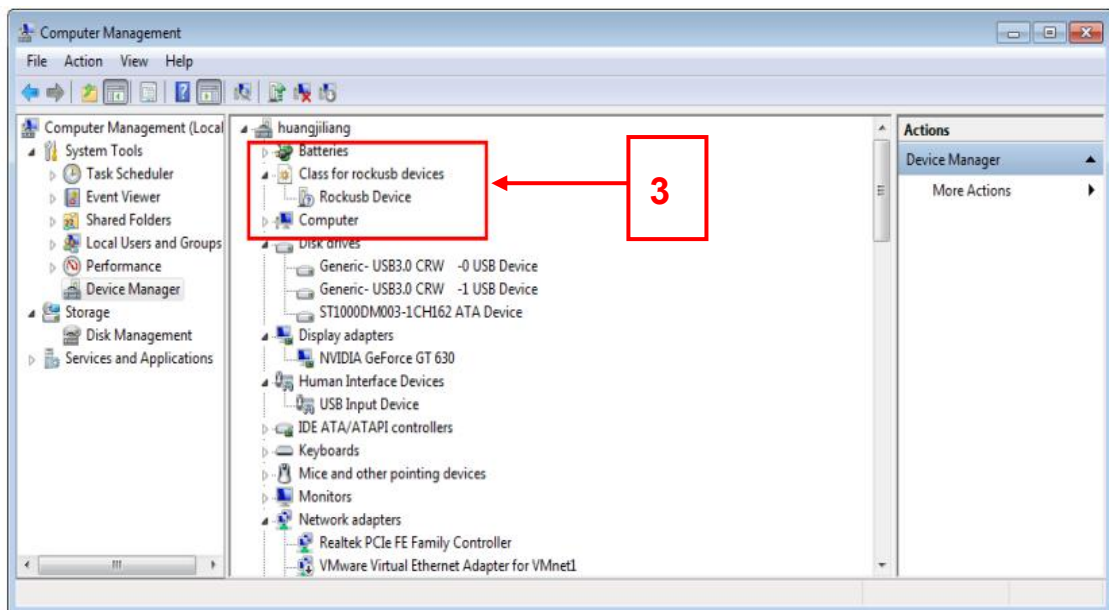 Computer Management
File Action View Help
Computer Management (Local
System Tools
Task Scheduler
Event Viewer
Shared Folders
Local Users and Groups
Performance
Device Manager
Storage
Disk Management
Services and Applications
huangjiliang
Batteries
Class for rockusb devices
Rockusb Device
Computer
Disk drives
Generic- USB3.0 CRW -0 USB Device
Generic- USB3.0 CRW -1 USB Device
ST1000DM003-1CH162 ATA Device
Display adapters
NVIDIA GeForce GT 630
Human Interface Devices
USB Input Device
IDE ATA/ATAPI controllers
Keyboards
Mice and other pointing devices
Monitors
Network adapters
Realtek PCIe FE Family Controller
VMware Virtual Ethernet Adapter for VMnet1
3
Actions
Device Manager
More Actions